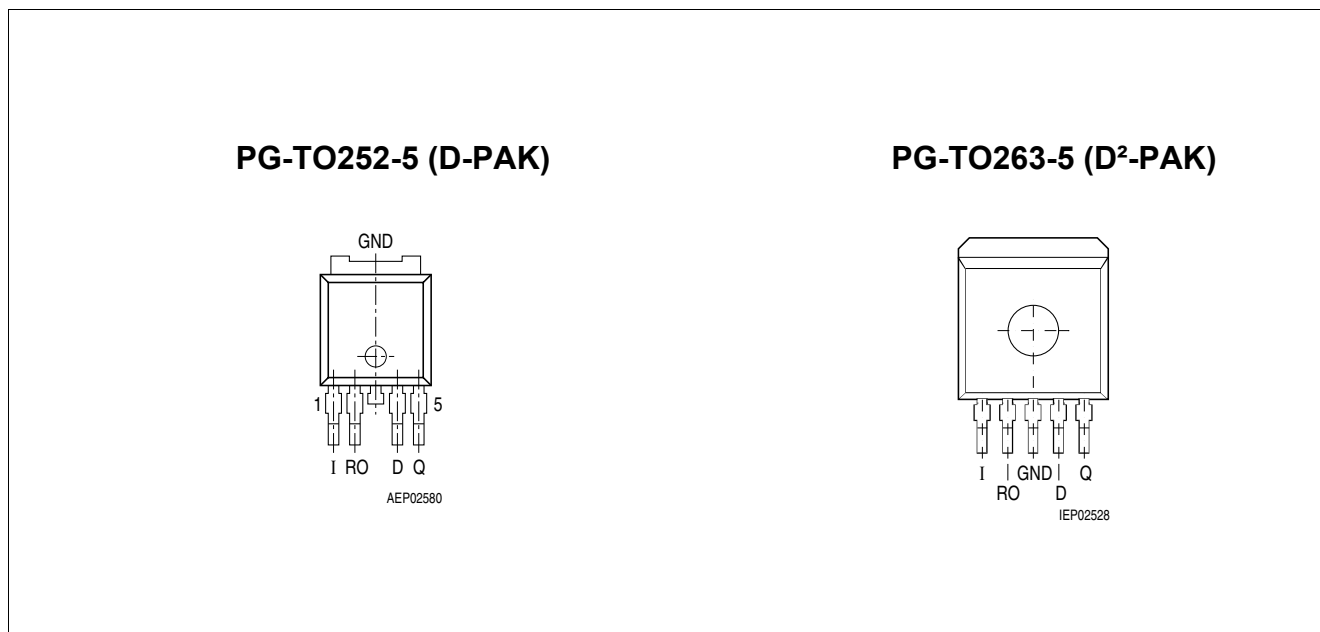 PG-TO252-5 (D-PAK)
GND
1 5
I RO D Q
AEP02580
PG-TO263-5 (D²-PAK)
I GND Q
RO D
IEP02528